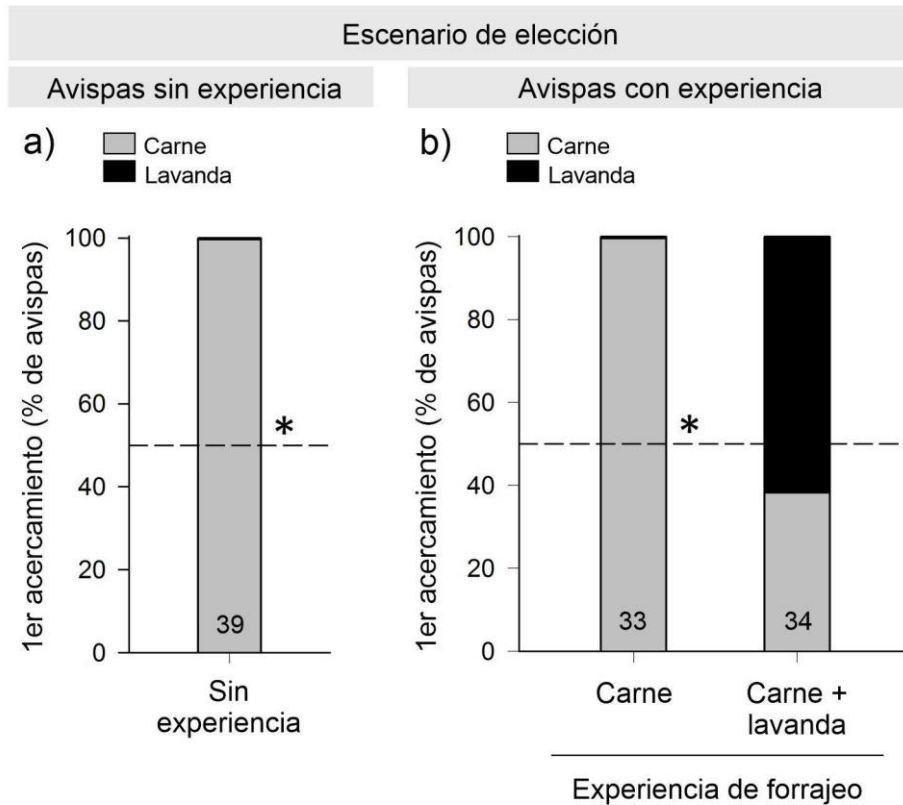 Escenario de elección
Avispas sin experiencia
Avispas con experiencia
a)
Carne
Lavanda
b)
Carne
Lavanda
1er acercamiento (% de avispas)
100
80
60
40
20
0
*
39
Sin
experiencia
1er acercamiento (% de avispas)
100
80
60
40
20
0
*
33
34
Carne
Carne +
lavanda
Experiencia de forrajeo